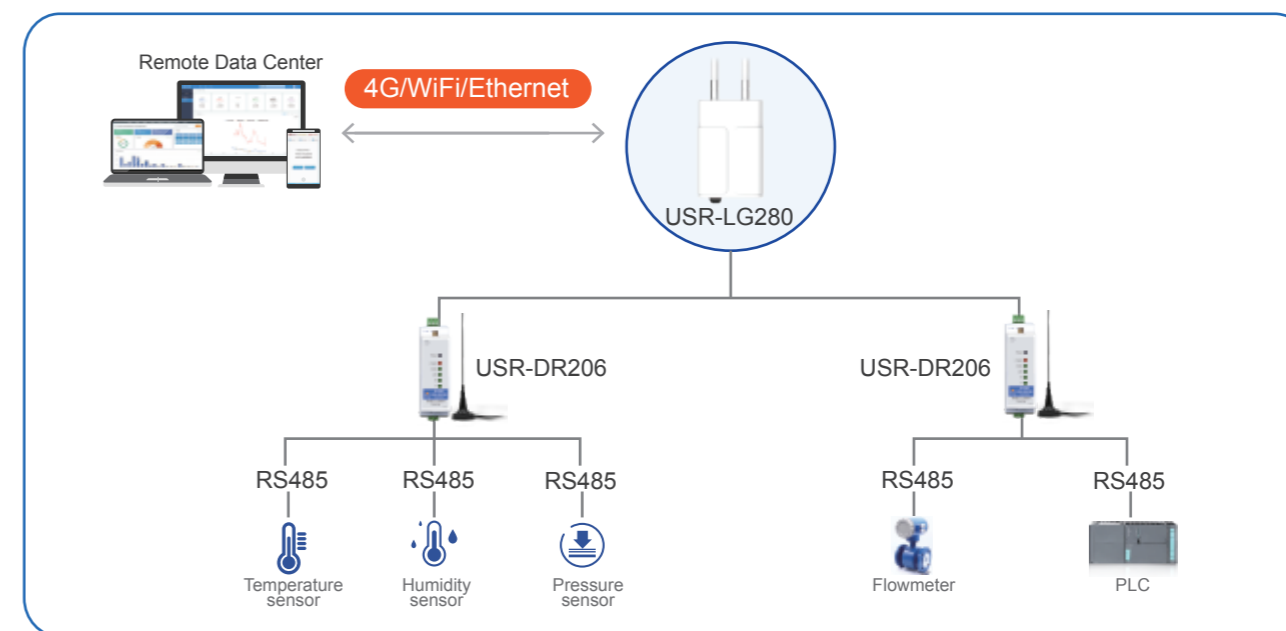 Remote Data Center
4G/WiFi/Ethernet
USR-LG280
USR-DR206
USR-DR206
RS485
RS485
RS485
RS485
RS485
Temperature
sensor
Humidity
sensor
Pressure
sensor
Flowmeter
PLC